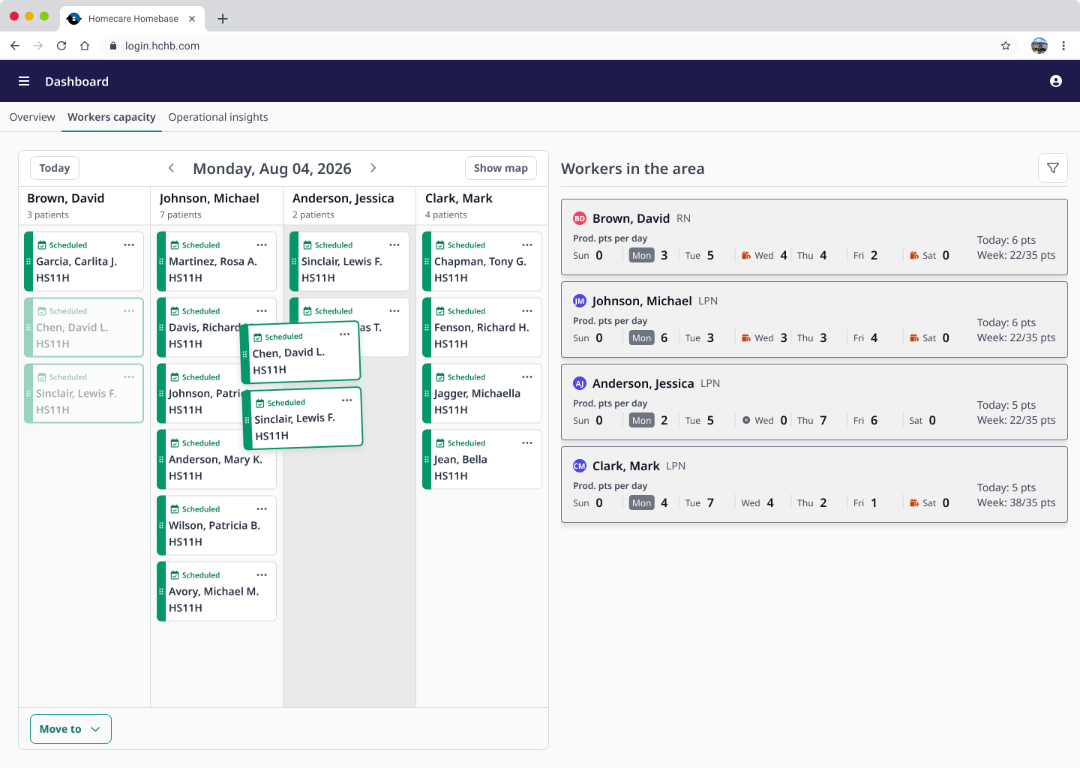 Homecare Homebase
login.hchb.com
Dashboard
Overview Workers capacity Operational insights
Today Monday, Aug 04, 2026 Show map
Brown, David
3 patients
Scheduled
Garcia, Carlita J.
HS11H
Scheduled
Chen, David L.
HS11H
Scheduled
Sinclair, Lewis F.
HS11H
Johnson, Michael
7 patients
Scheduled
Martinez, Rosa A.
HS11H
Scheduled
Davis, Richard
HS11H
Scheduled
Johnson, Patri
HS11H
Scheduled
Anderson, Mary K.
HS11H
Scheduled
Wilson, Patricia B.
HS11H
Scheduled
Avory, Michael M.
HS11H
Anderson, Jessica
2 patients
Scheduled
Sinclair, Lewis F.
HS11H
Scheduled
as T.
Scheduled
Chen, David L.
HS11H
Scheduled
Sinclair, Lewis F.
HS11H
Clark, Mark
4 patients
Scheduled
Chapman, Tony G.
HS11H
Scheduled
Fenson, Richard H.
HS11H
Scheduled
Jagger, Michaella
HS11H
Scheduled
Jean, Bella
HS11H
Move to
Workers in the area
BD Brown, David RN
Prod. pts per day
Sun 0 Mon 3 Tue 5 Wed 4 Thu 4 Fri 2 Sat 0
Today: 6 pts
Week: 22/35 pts
JM Johnson, Michael LPN
Prod. pts per day
Sun 0 Mon 6 Tue 3 Wed 3 Thu 3 Fri 4 Sat 0
Today: 6 pts
Week: 22/35 pts
AJ Anderson, Jessica LPN
Prod. pts per day
Sun 0 Mon 2 Tue 5 Wed 0 Thu 7 Fri 6 Sat 0
Today: 5 pts
Week: 22/35 pts
CM Clark, Mark LPN
Prod. pts per day
Sun 0 Mon 4 Tue 7 Wed 4 Thu 2 Fri 1 Sat 0
Today: 5 pts
Week: 38/35 pts